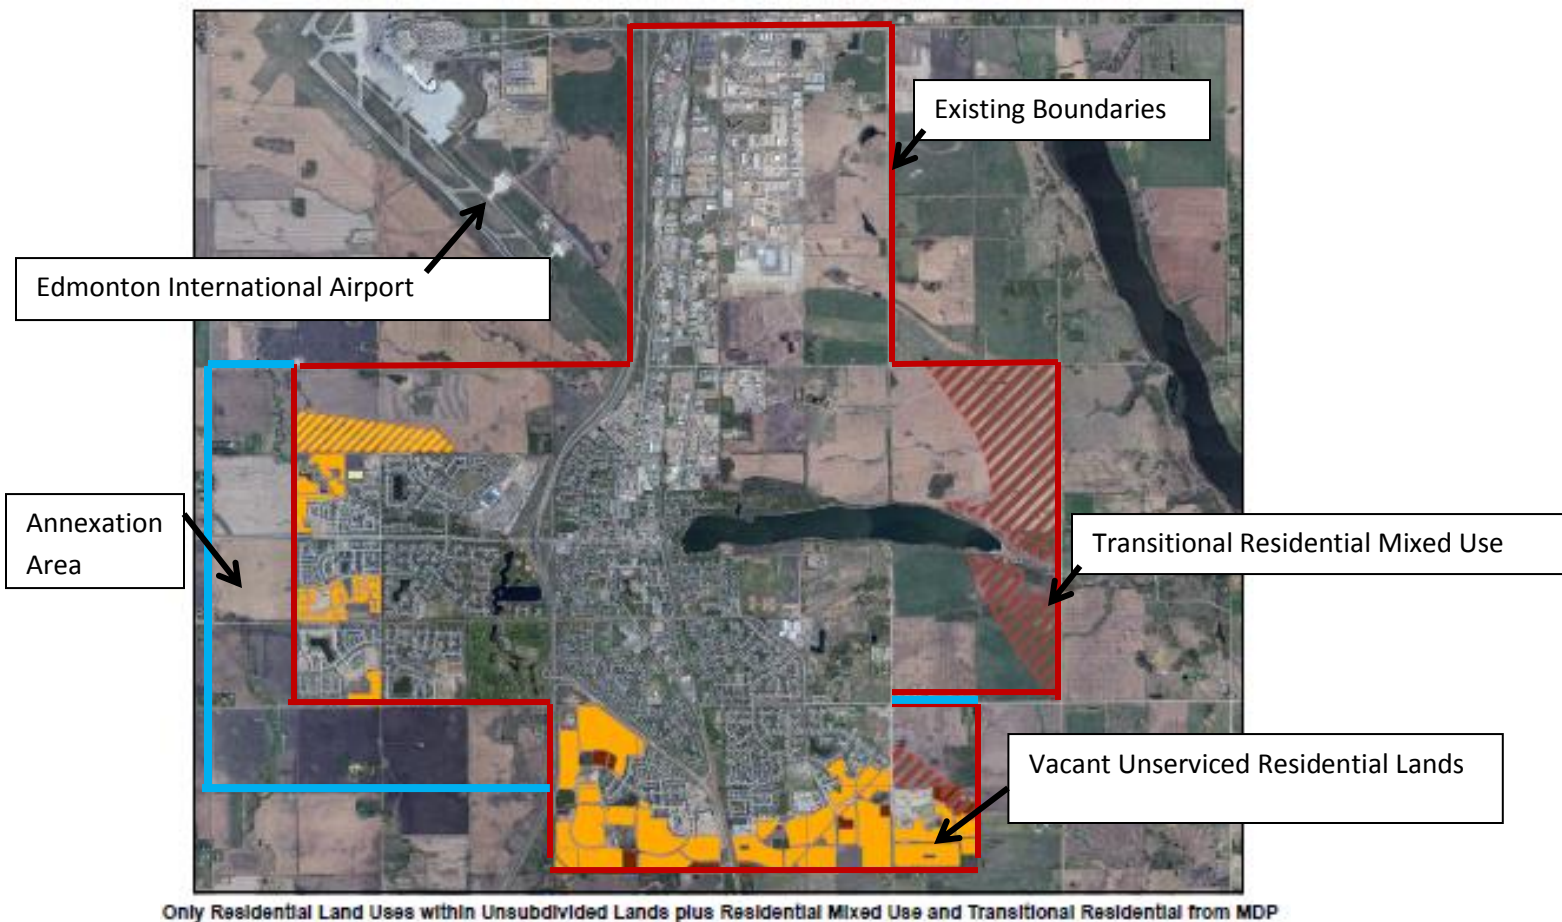 Existing Boundaries
Edmonton International Airport
Annexation
Area
Transitional Residential Mixed Use
Vacant Unserviced Residential Lands
Only Residential Land Uses within Unsubdivided Lands plus Residential Mixed Use and Transitional Residential from MDP